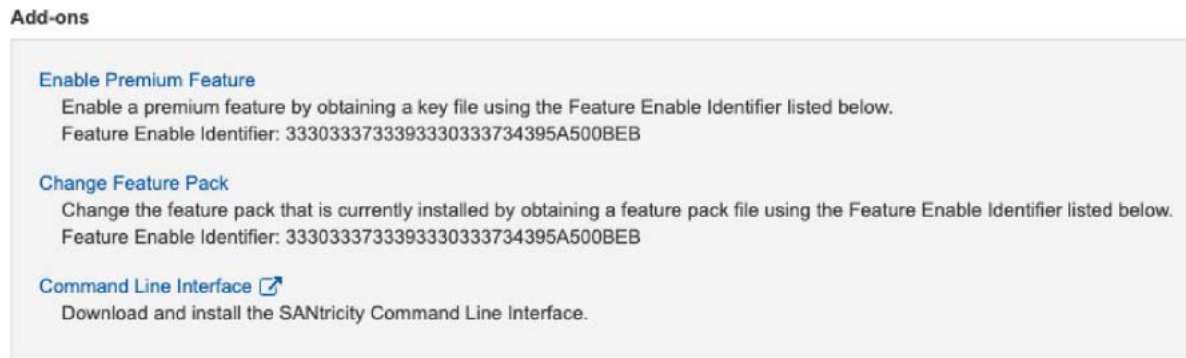 Add-ons
Enable Premium Feature
Enable a premium feature by obtaining a key file using the Feature Enable Identifier listed below.
Feature Enable Identifier: 33303337333933303337343​95A500BEB
Change Feature Pack
Change the feature pack that is currently installed by obtaining a feature pack file using the Feature Enable Identifier listed below.
Feature Enable Identifier: 3330333733393330333734395A500BEB
Command Line Interface
Download and install the SANtricity Command Line Interface.